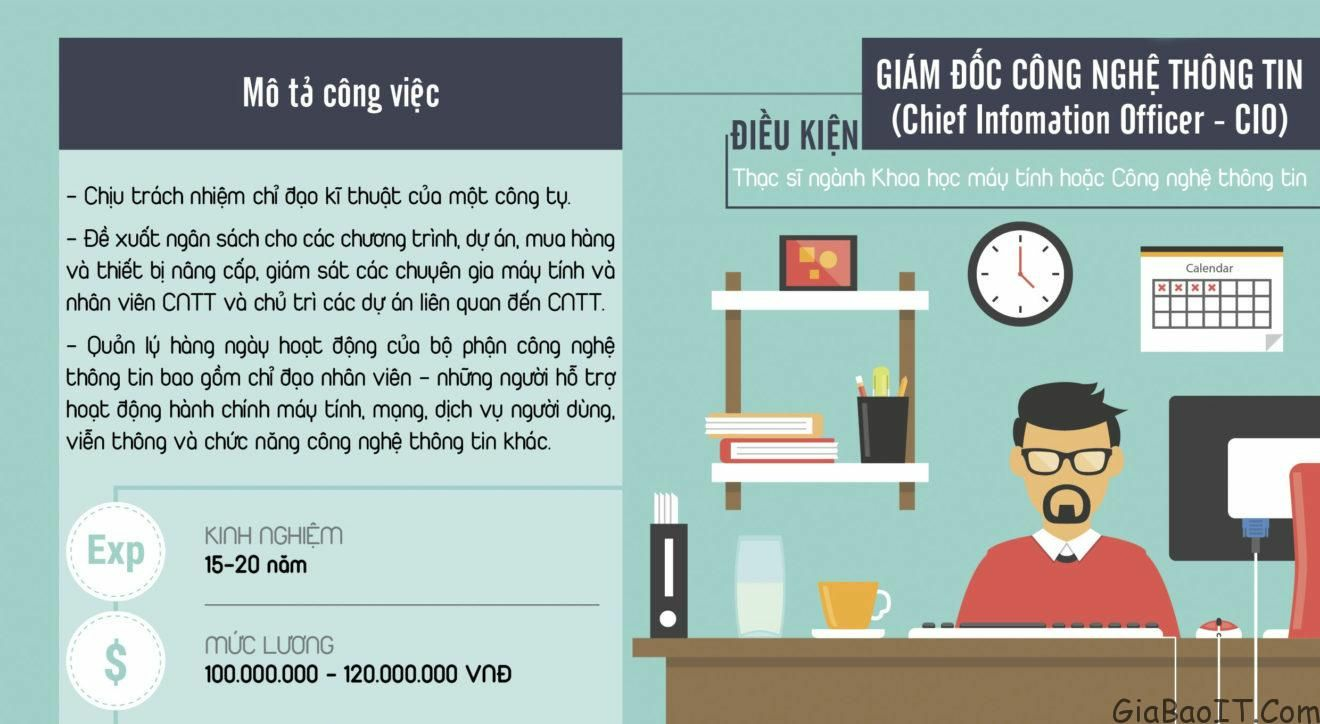 Mô tả công việc
- Chịu trách nhiệm chỉ đạo kĩ thuật của một công ty.
- Đề xuất ngân sách cho các chương trình, dự án, mua hàng
và thiết bị nâng cấp, giám sát các chuyên gia máy tính và
nhân viên CNTT và chủ trì các dự án liên quan đến CNTT.
- Quản lý hàng ngày hoạt động của bộ phận công nghệ
thông tin bao gồm chỉ đạo nhân viên - những người hỗ trợ
hoạt động hành chính máy tính, mạng, dịch vụ người dùng,
viễn thông và chức năng công nghệ thông tin khác.
Exp
KINH NGHIỆM
15-20 năm
$
MỨC LƯƠNG
100.000.000 - 120.000.000 VNĐ
GIÁM ĐỐC CÔNG NGHỆ THÔNG TIN
(Chief Infomation Officer - CIO)
ĐIỀU KIỆN
Thạc sĩ ngành Khoa học máy tính hoặc Công nghệ thông tin
Calendar
GiaBaoIT.Com